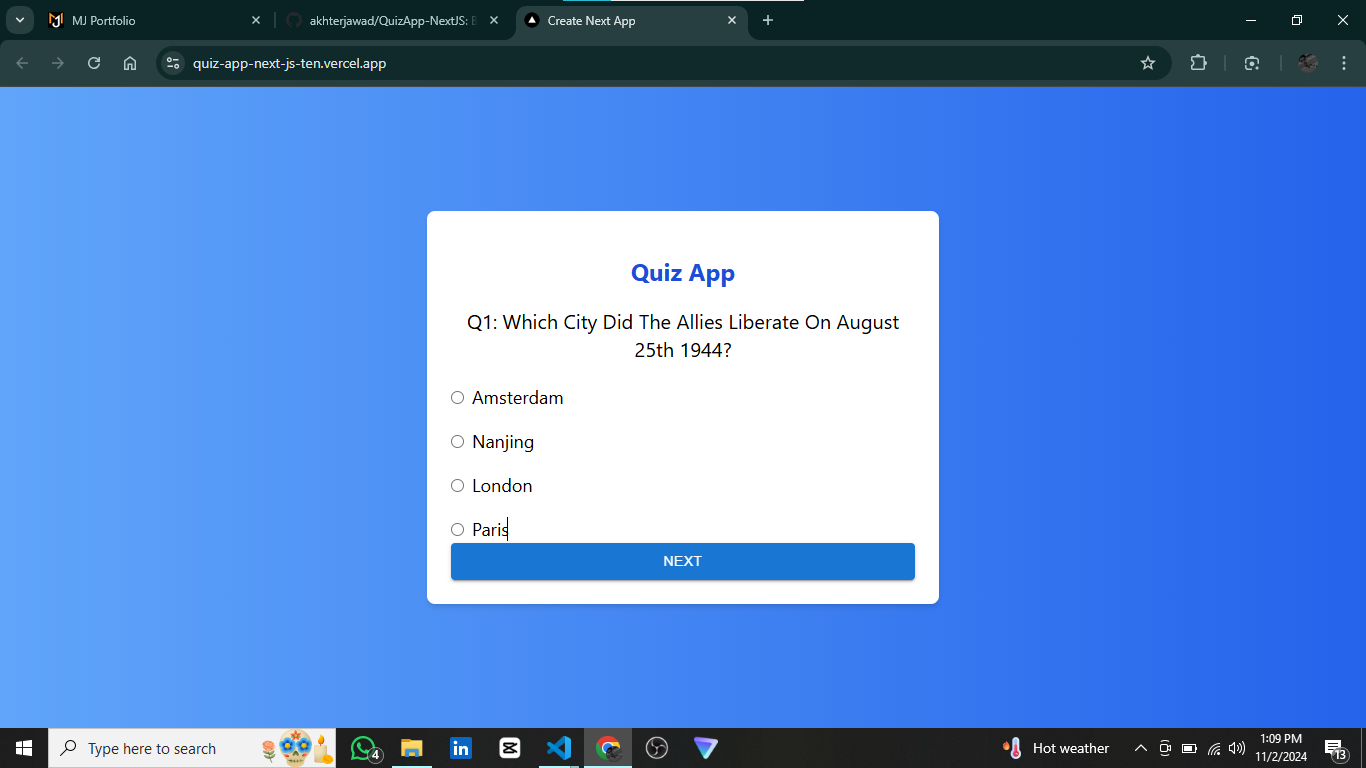 MJ Portfolio
akhterjawad/QuizApp-NextJS:
Create Next App
quiz-app-next-js-ten.vercel.app
Quiz App
Q1: Which City Did The Allies Liberate On August
25th 1944?
Amsterdam
Nanjing
London
Paris
NEXT
Type here to search
4
Hot weather
1:09 PM
11/2/2024
13